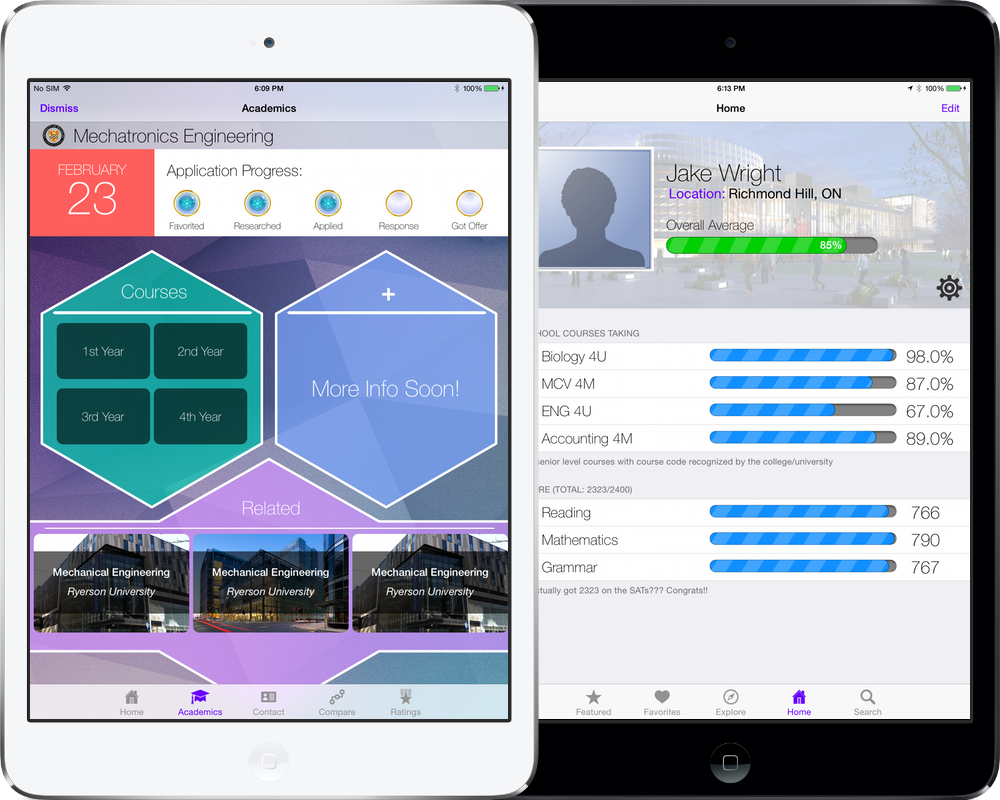 No SIM 6:09 PM 100%
Dismiss Academics
Mechatronics Engineering
FEBRUARY
23
Application Progress:
Favorited Researched Applied Response Got Offer
Courses
1st Year 2nd Year
3rd Year 4th Year
+
More Info Soon!
Related
Mechanical Engineering Mechanical Engineering Mechanical Engineering
Ryerson University Ryerson University Ryerson University
Home Academics Contact Compare Ratings
6:13 PM 100%
Home Edit
Jake Wright
Location: Richmond Hill, ON
Overall Average
85%
HOOL COURSES TAKING
Biology 4U 98.0%
MCV 4M 87.0%
ENG 4U 67.0%
Accounting 4M 89.0%
senior level courses with course code recognized by the college/university
RE (TOTAL: 2323/2400)
Reading 766
Mathematics 790
Grammar 767
ctually got 2323 on the SATs??? Congrats!!
Featured Favorites Explore Home Search